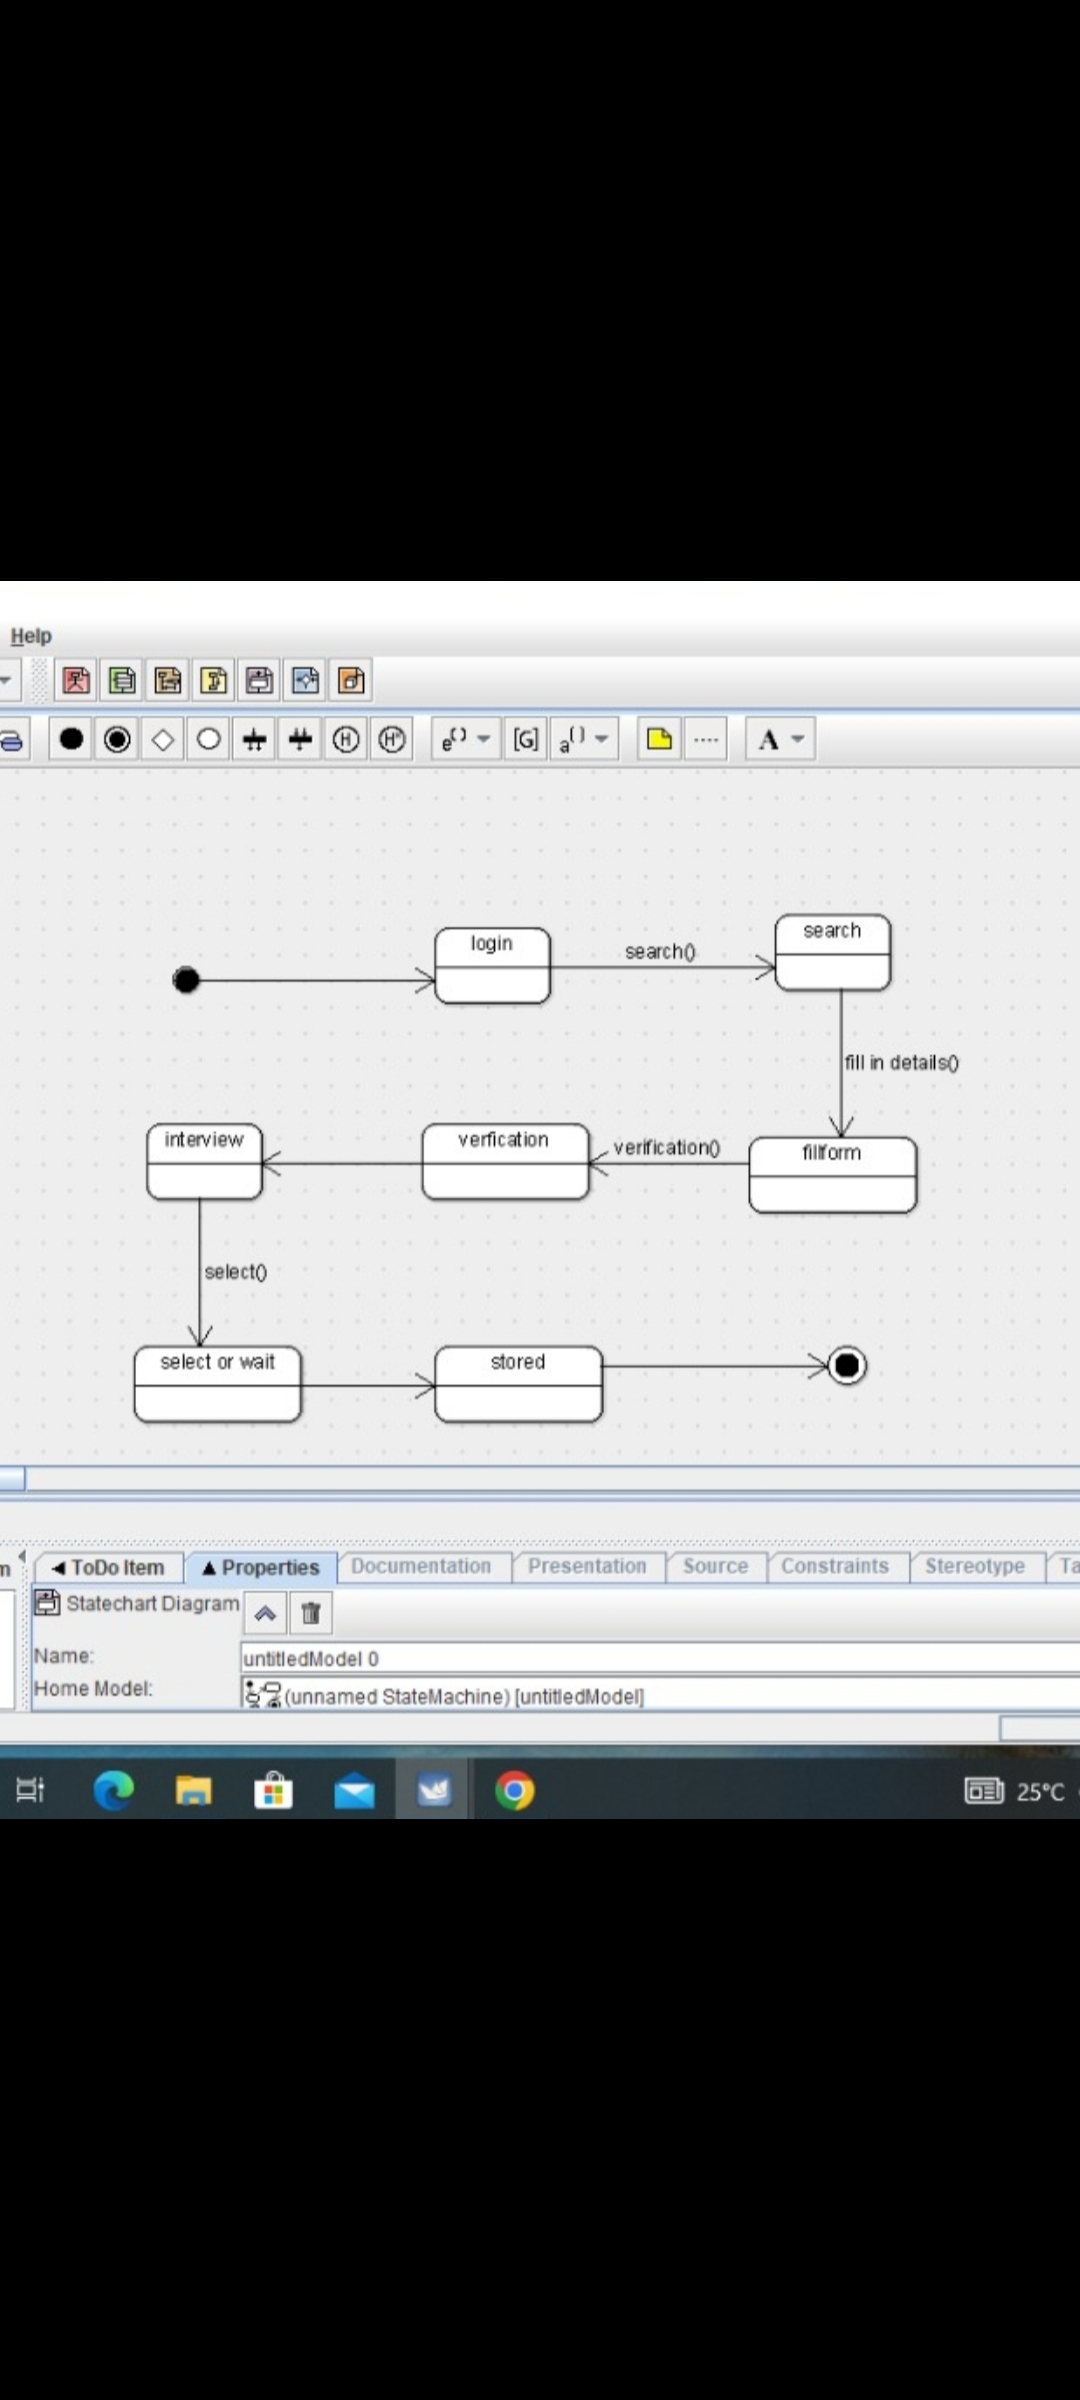 Help
e() [G] a() A
login
search()
search
fill in details()
interview
verfication
verification()
fillform
select()
select or wait
stored
ToDo Item Properties Documentation Presentation Source Constraints Stereotype Ta
Statechart Diagram
Name: untitledModel 0
Home Model: (unnamed StateMachine) [untitledModel]
25°C